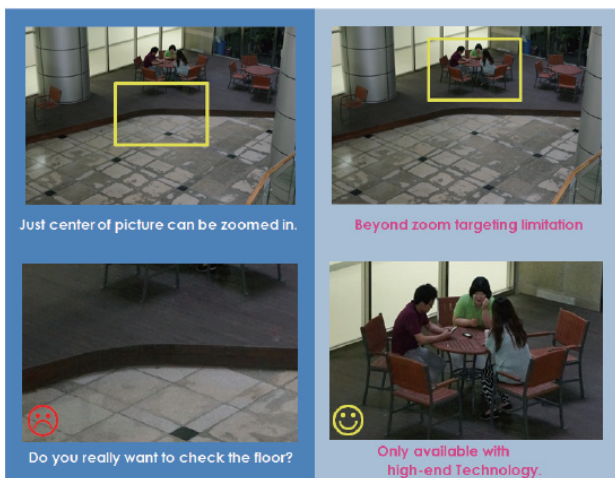 Just center of picture can be zoomed in.
Beyond zoom targeting limitation
Do you really want to check the floor?
Only available with
high-end Technology.